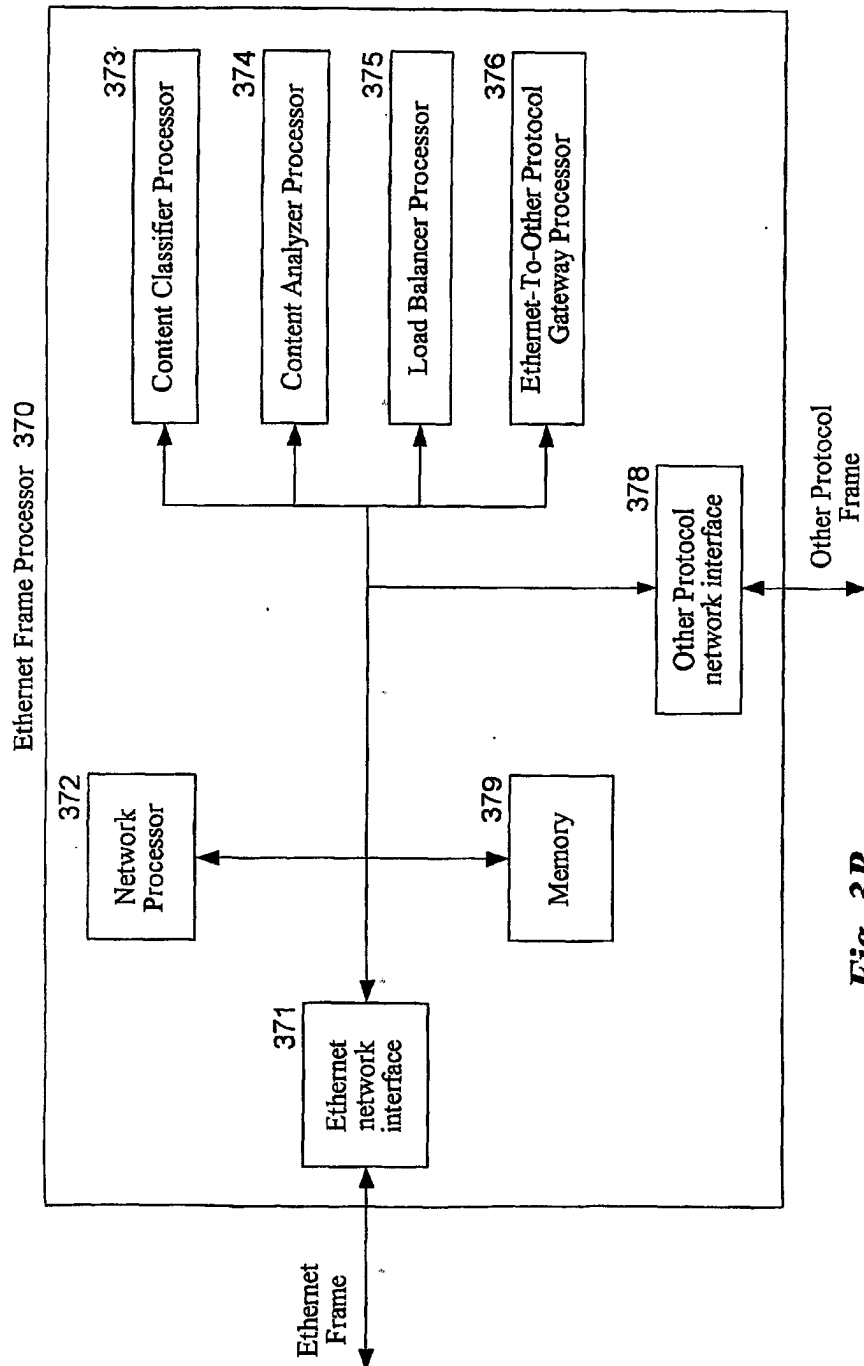 Ethernet Frame Processor 370
372
Network
Processor
373
Content Classifier Processor
374
Content Analyzer Processor
375
Load Balancer Processor
376
Ethernet-To-Other Protocol
Gateway Processor
371
Ethernet
network
interface
379
Memory
378
Other Protocol
network interface
Ethernet
Frame
Other Protocol
Frame